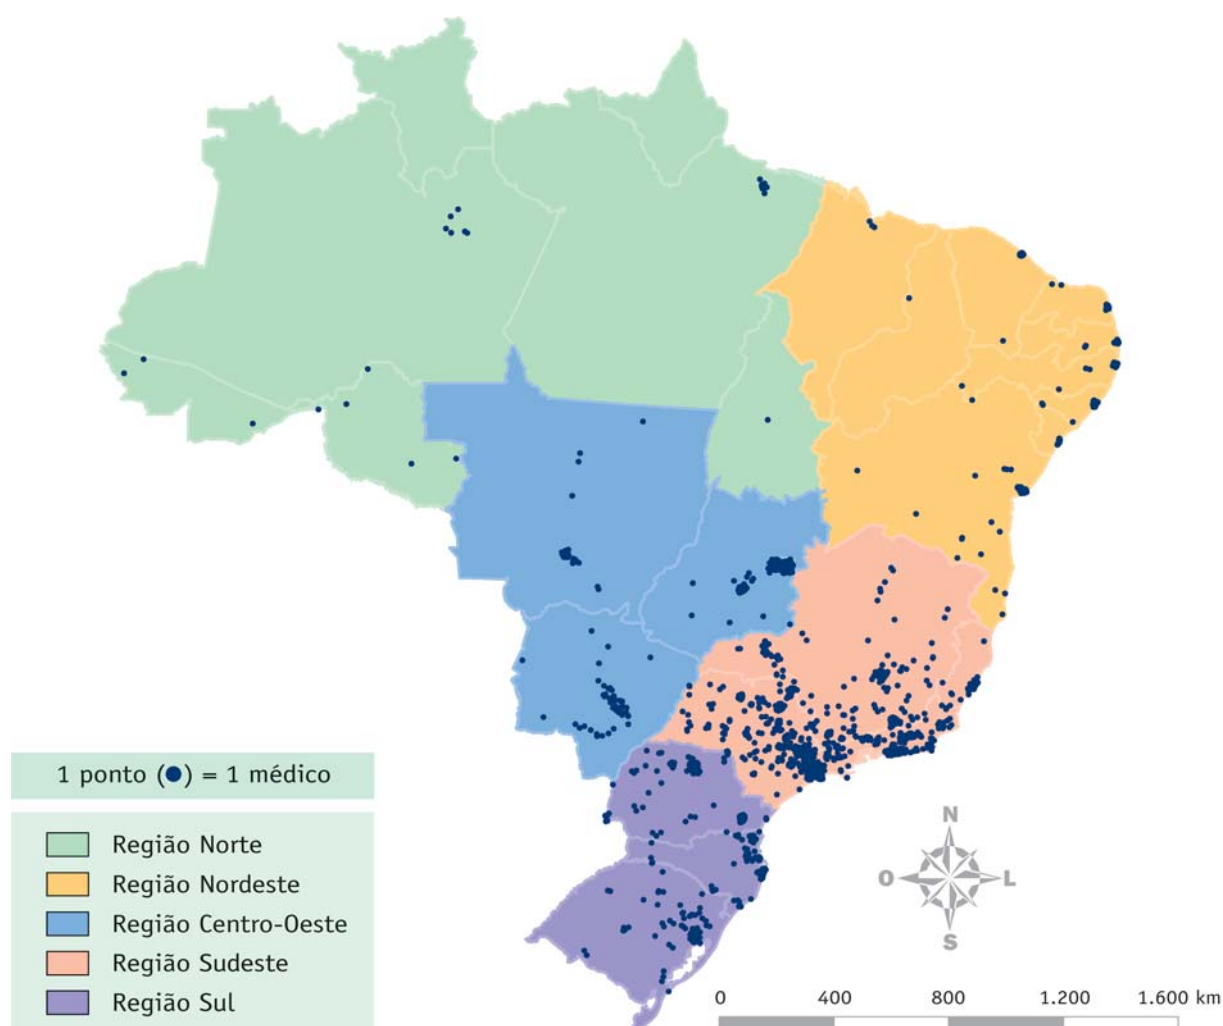 1 ponto (●) = 1 médico
Região Norte
Região Nordeste
Região Centro-Oeste
Região Sudeste
Região Sul
N
O L
S
0 400 800 1.200 1.600 km